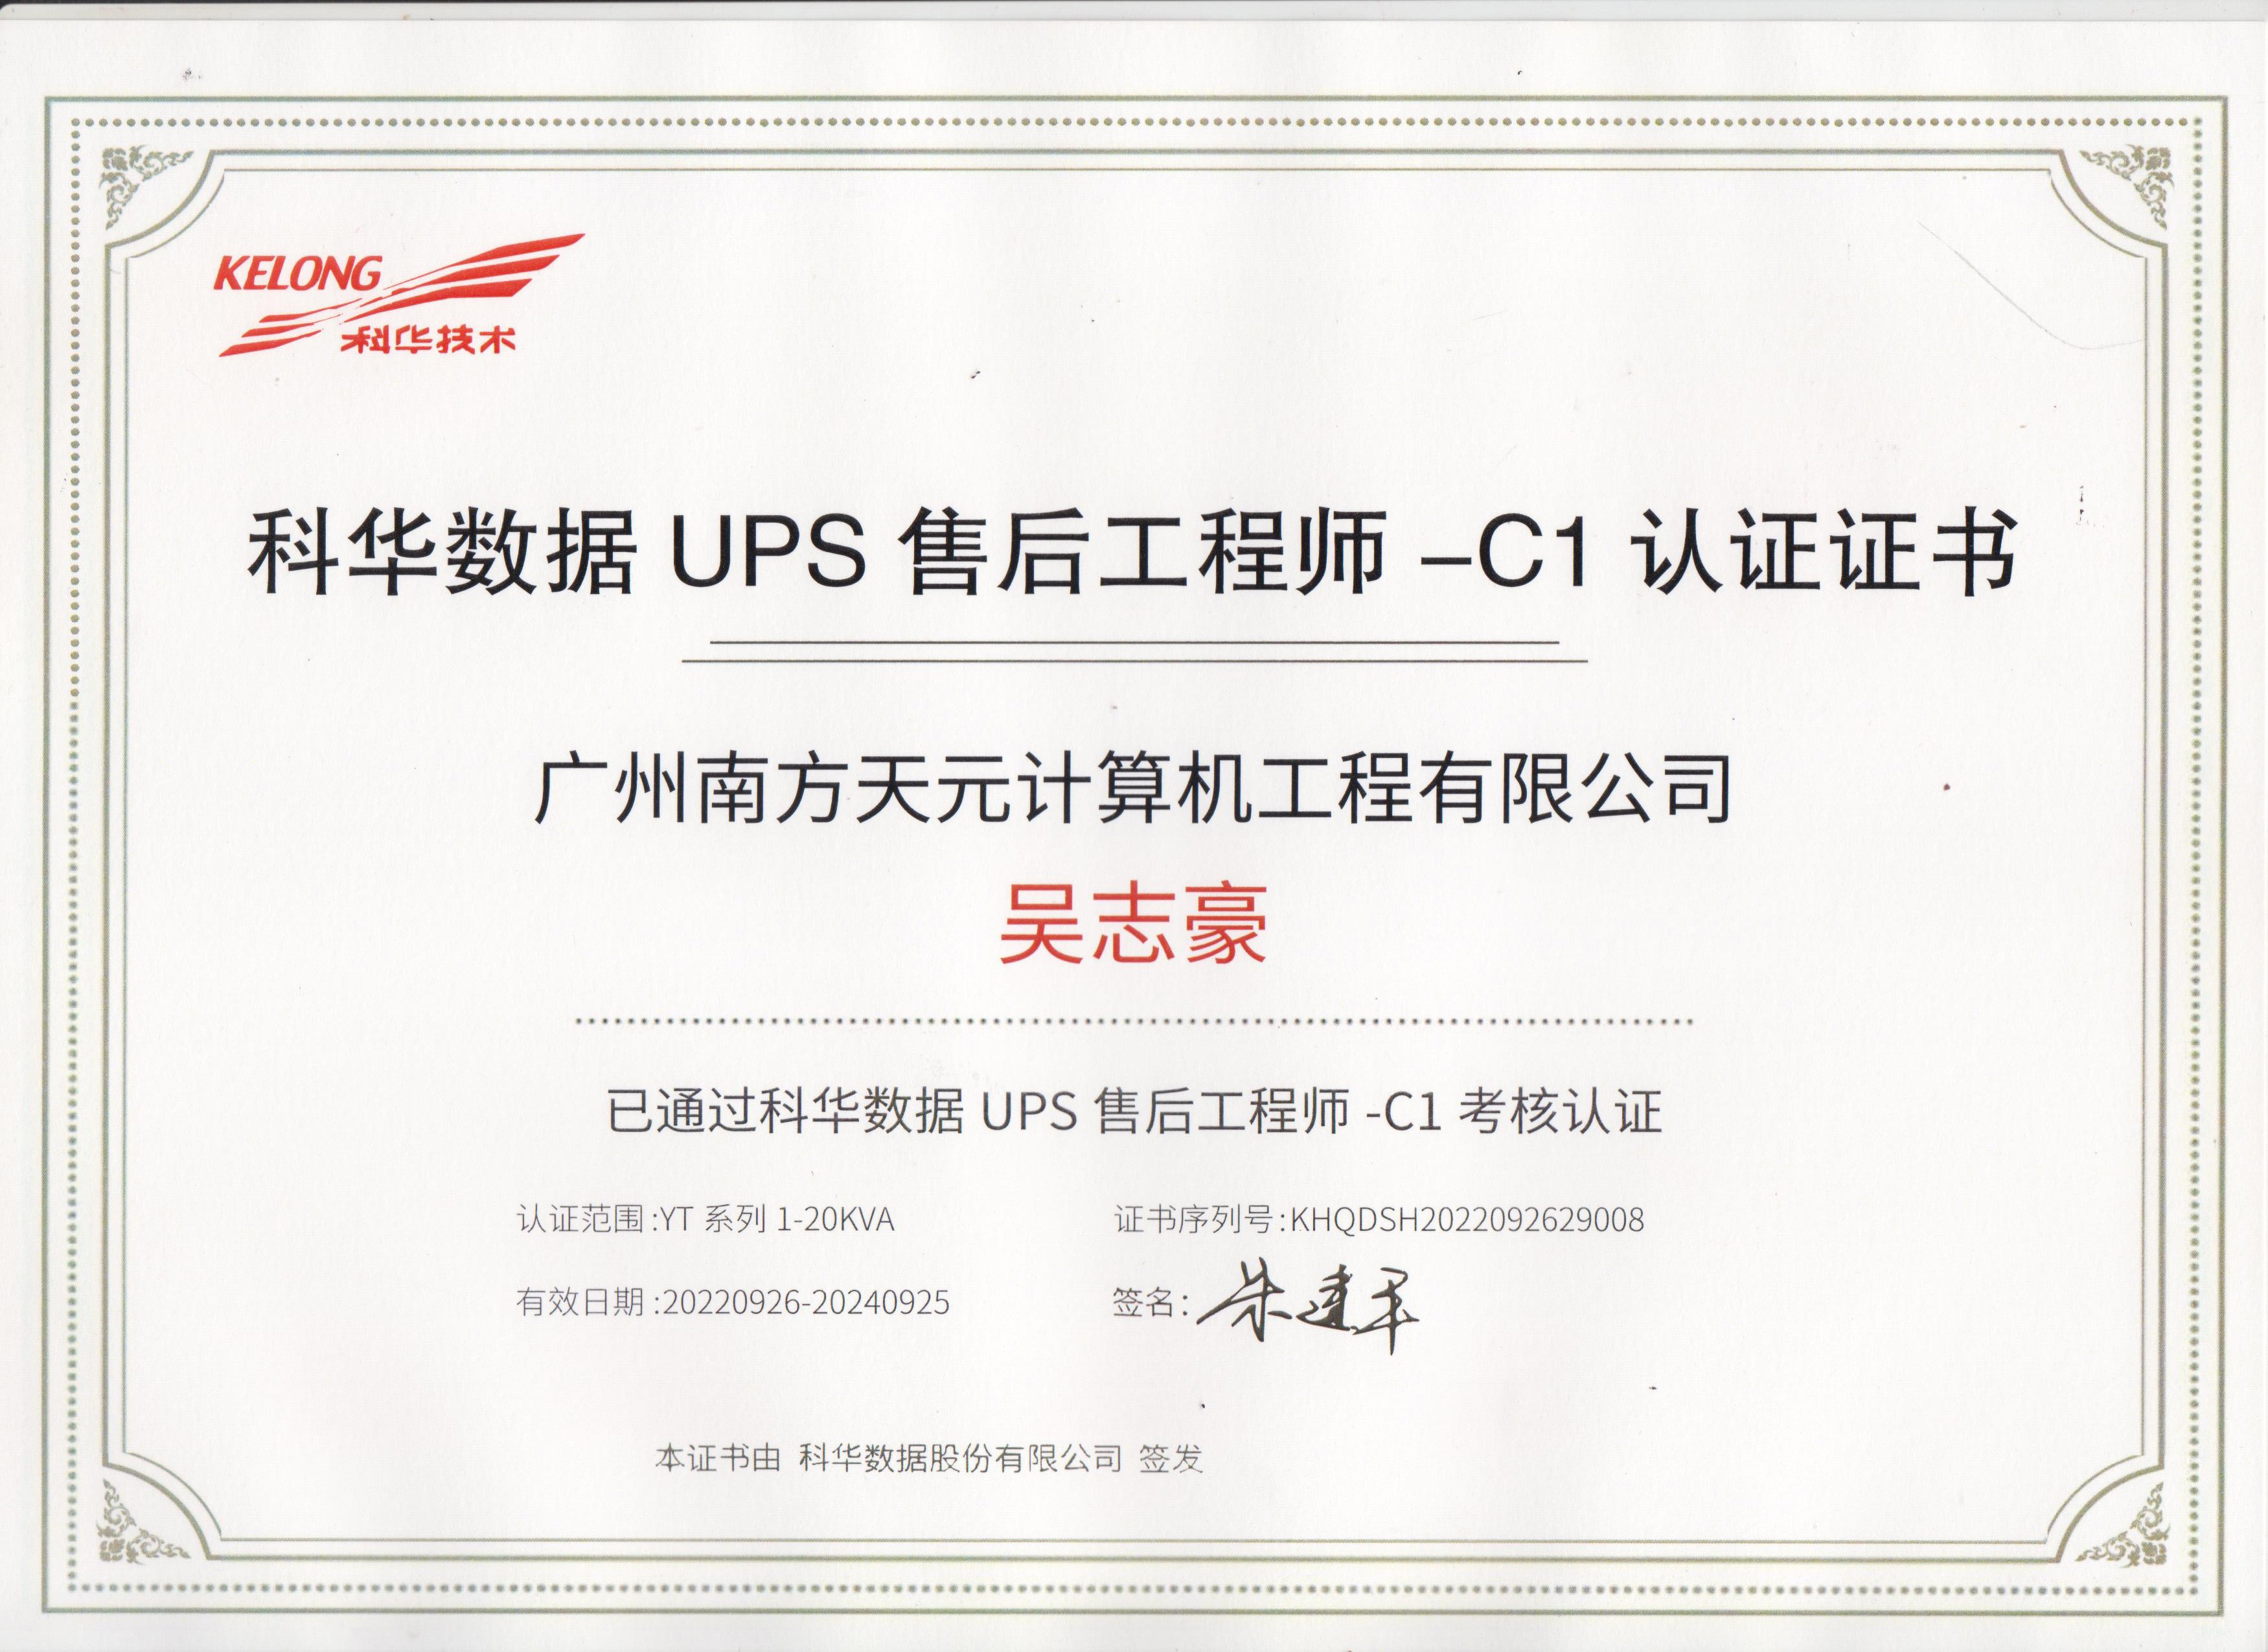 KELONG
科华技术
科华数据 UPS 售后工程师 –C1 认证证书
广州南方天元计算机工程有限公司
吴志豪
已通过科华数据 UPS 售后工程师 -C1 考核认证
认证范围:YT 系列 1-20KVA
证书序列号:KHQDSH2022092629008
有效日期:20220926-20240925
签名: 朱建军
本证书由 科华数据股份有限公司 签发